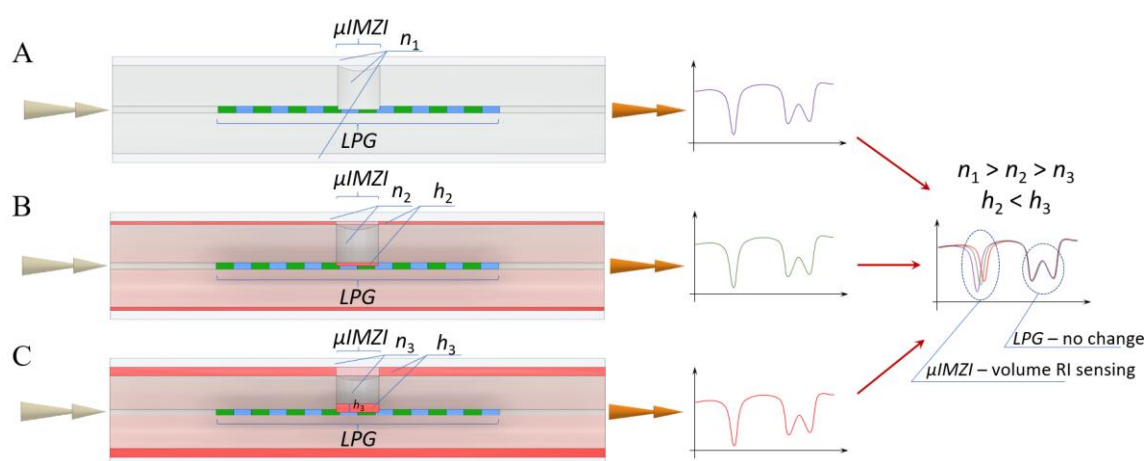 A
μIMZI
n1
LPG
B
μIMZI
n2
h2
LPG
C
μIMZI
n3
h3
h3
LPG
n1 > n2 > n3
h2 < h3
LPG – no change
μIMZI – volume RI sensing